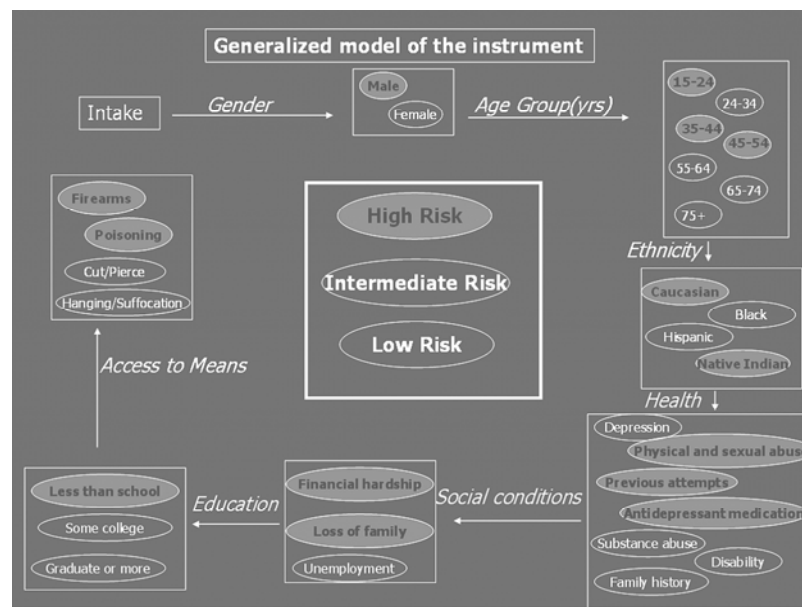 Generalized model of the instrument
Intake
Gender
Male
Female
Age Group(yrs)
15-24
24-34
35-44
45-54
55-64
65-74
75+
Ethnicity
Caucasian
Black
Hispanic
Native Indian
Health
Depression
Physical and sexual abuse
Previous attempts
Antidepressant medication
Substance abuse
Disability
Family history
Social conditions
Financial hardship
Loss of family
Unemployment
Education
Less than school
Some college
Graduate or more
Access to Means
Firearms
Poisoning
Cut/Pierce
Hanging/Suffocation
High Risk
Intermediate Risk
Low Risk